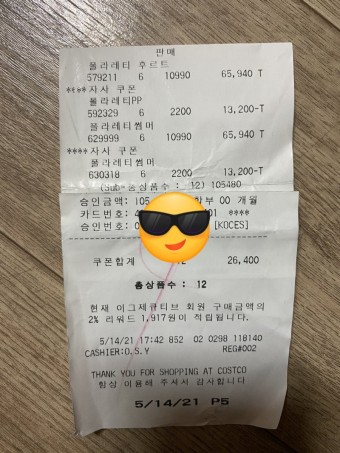 판매
폴라레티 후르트
579211 6 10990 65,940 T
****자사 쿠폰
폴라레티PP
592329 6 2200 13,200-T
폴라레티썸머
629999 6 10990 65,940 T
****자사 쿠폰
폴라레티썸머
630318 6 2200 13,200-T
(Sub-총상품수 : 12) 105480
승인금액: 105 할부 00 개월
카드번호: 4 01 ****
승인번호: 0 [KOCES]
쿠폰합계 26,400
총상품수 : 12
현재 이그제큐티브 회원 구매금액의
2% 리워드 1,917원이 적립됩니다.
5/14/21 17:42 852 02 0298 118140
CASHIER:O.S.Y REG#002
THANK YOU FOR SHOPPING AT COSTCO
항상 이용해 주셔서 감사합니다
5/14/21 P5